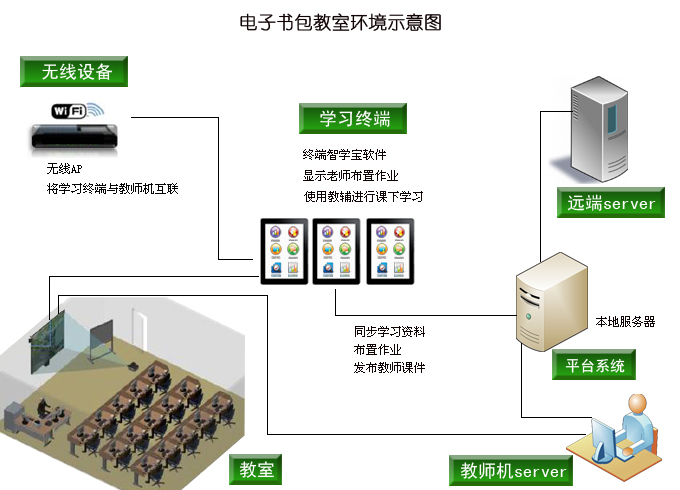 电子书包教室环境示意图
无线设备
WiFi
无线AP
将学习终端与教师机互联
学习终端
终端智学宝软件
显示老师布置作业
使用教辅进行课下学习
远端server
本地服务器
平台系统
同步学习资料
布置作业
发布教师课件
教室
教师机server